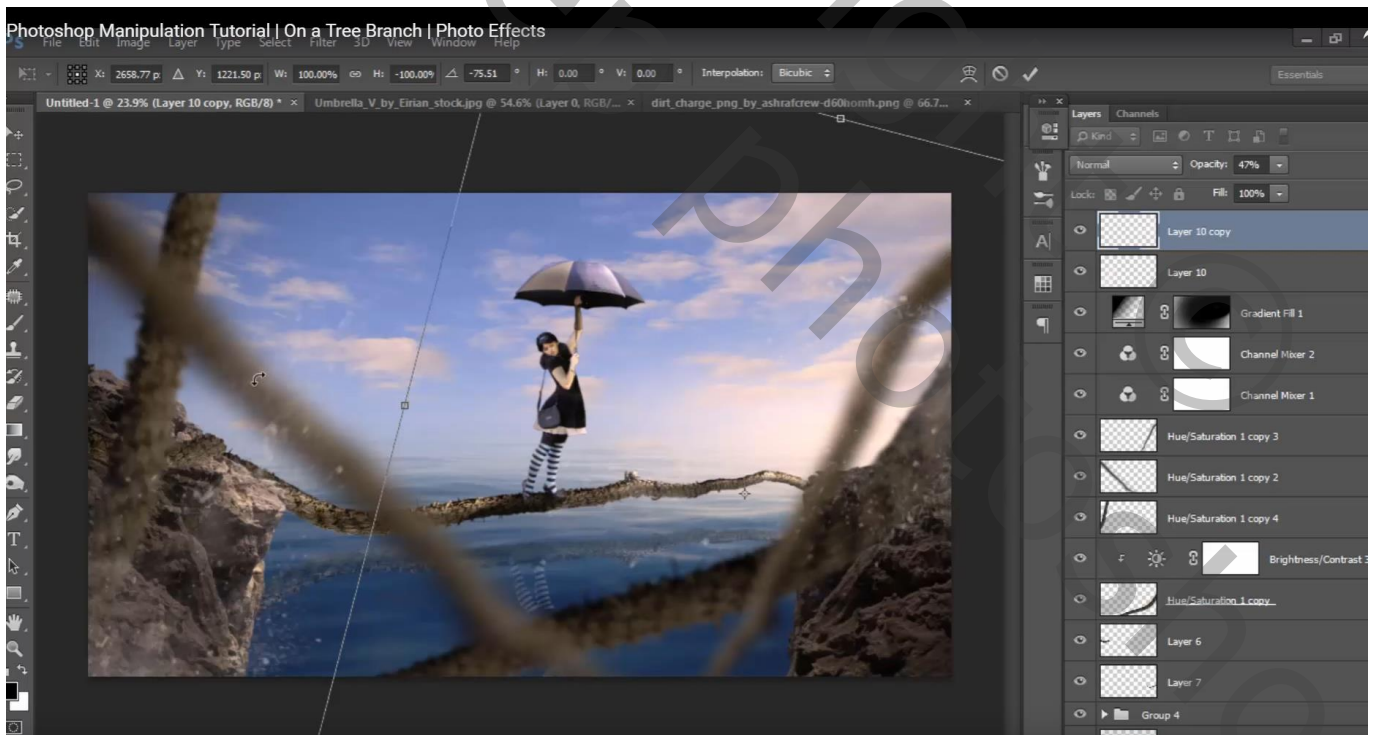 Photoshop Manipulation Tutorial | On a Tree Branch | Photo Effects
File Edit Image Layer Type Select Filter 3D View Window Help
X: 2658.77 p: Y: 1221.50 p: W: 100.00% H: -100.00% -75.51 ° H: 0.00 ° V: 0.00 ° Interpolation: Bicubic Essentials
Untitled-1 @ 23.9% (Layer 10 copy, RGB/8) * × Umbrella_V_by_Eirian_stock.jpg @ 54.6% (Layer 0, RGB/... × dirt_charge_png_by_ashrafcrew-d60homh.png @ 66.7... ×
Layers Channels
Kind
Normal Opacity: 47%
Lock: Fill: 100%
Layer 10 copy
Layer 10
Gradient Fill 1
Channel Mixer 2
Channel Mixer 1
Hue/Saturation 1 copy 3
Hue/Saturation 1 copy 2
Hue/Saturation 1 copy 4
Brightness/Contrast 3
Hue/Saturation 1 copy
Layer 6
Layer 7
Group 4